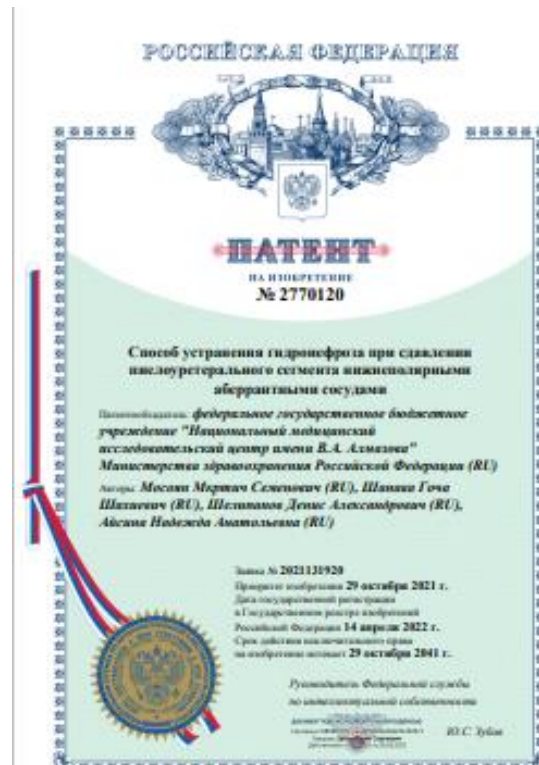 РОССИЙСКАЯ ФЕДЕРАЦИЯ
ПАТЕНТ
НА ИЗОБРЕТЕНИЕ
№ 2770120
Способ устранения гидронефроза при сдавлении
пиелоуретерального сегмента нижнеполярными
аберрантными сосудами
Патентообладатель: федеральное государственное бюджетное
учреждение "Национальный медицинский
исследовательский центр имени В.А. Алмазова"
Министерства здравоохранения Российской Федерации (RU)
Авторы: Мосоян Мкртич Семенович (RU), Шанава Гоча
Шалиевич (RU), Шелипанов Денис Александрович (RU),
Айсина Надежда Анатольевна (RU)
Заявка № 2021131920
Приоритет изобретения 29 октября 2021 г.
Дата государственной регистрации
в Государственном реестре изобретений
Российской Федерации 14 апреля 2022 г.
Срок действия исключительного права
на изобретение истекает 29 октября 2041 г.
Руководитель Федеральной службы
по интеллектуальной собственности
Ю.С. Зубов